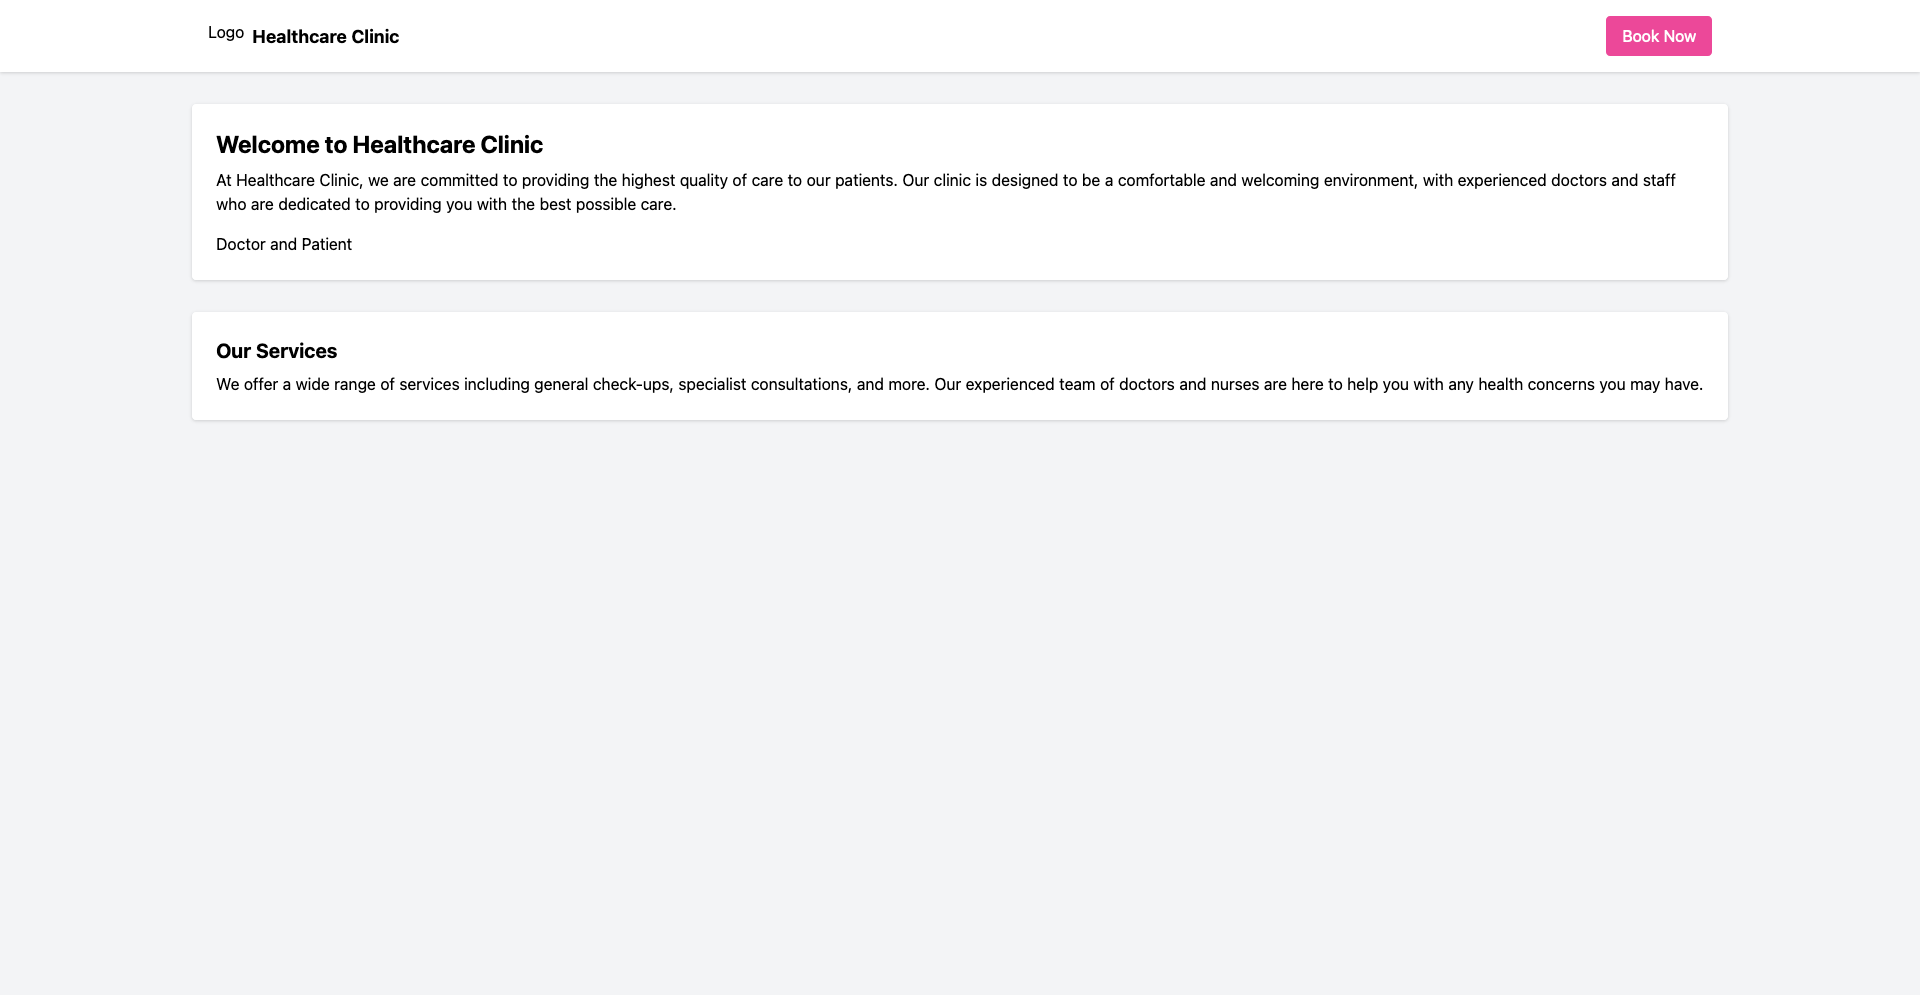 Logo Healthcare Clinic
Book Now
Welcome to Healthcare Clinic
At Healthcare Clinic, we are committed to providing the highest quality of care to our patients. Our clinic is designed to be a comfortable and welcoming environment, with experienced doctors and staff
who are dedicated to providing you with the best possible care.
Doctor and Patient
Our Services
We offer a wide range of services including general check-ups, specialist consultations, and more. Our experienced team of doctors and nurses are here to help you with any health concerns you may have.